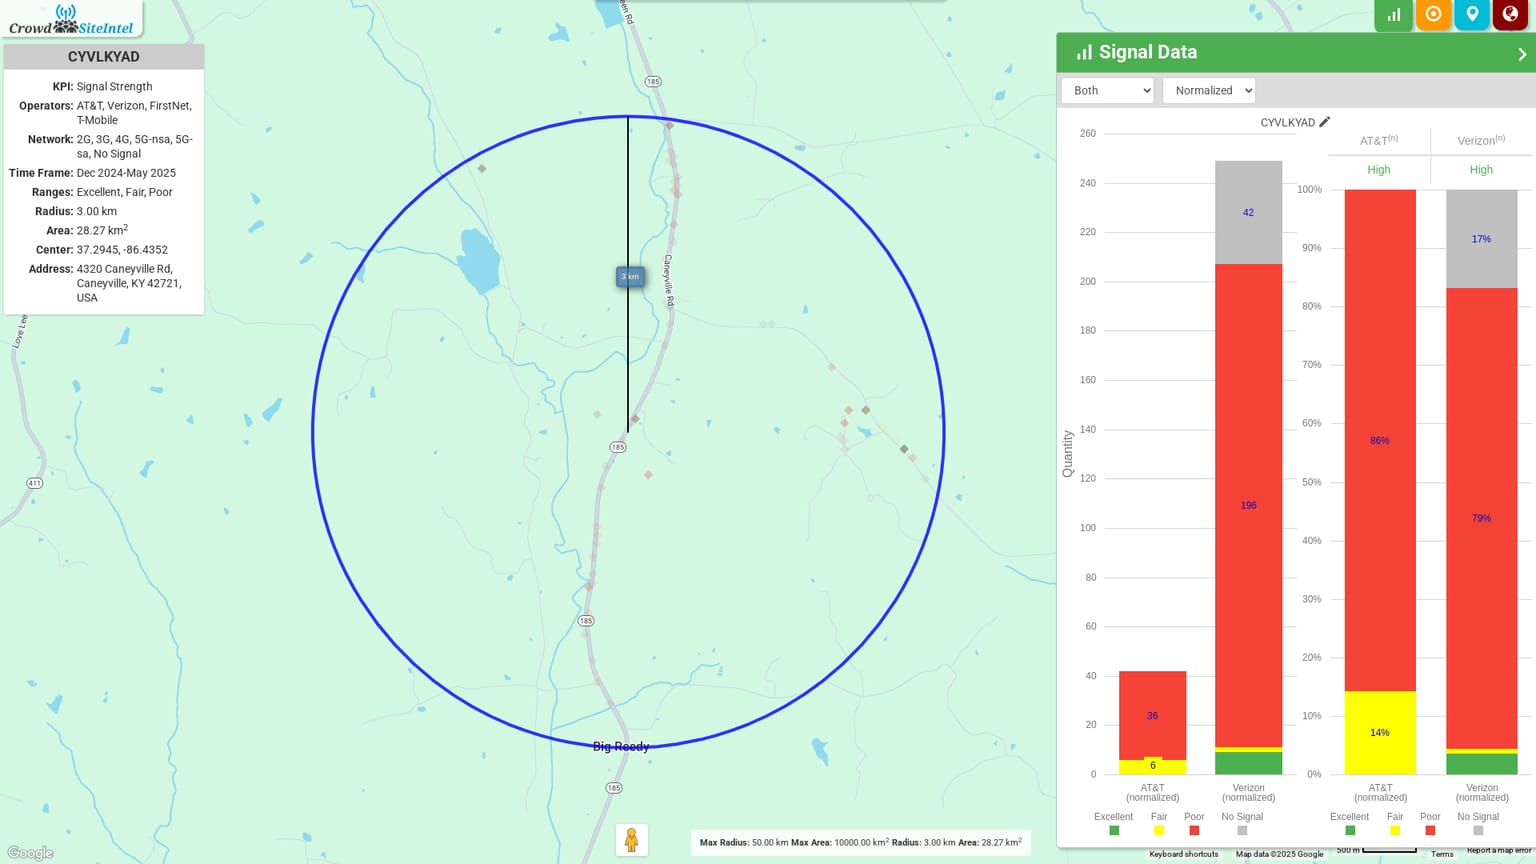 Crowd SiteIntel
CYVLKYAD
KPI: Signal Strength
Operators: AT&T, Verizon, FirstNet,
T-Mobile
Network: 2G, 3G, 4G, 5G-nsa, 5G-
sa, No Signal
Time Frame: Dec 2024-May 2025
Ranges: Excellent, Fair, Poor
Radius: 3.00 km
Area: 28.27 km²
Center: 37.2945, -86.4352
Address: 4320 Caneyville Rd,
Caneyville, KY 42721,
USA
een Rd
185
3 km
Caneyville Rd
Love Lee
411
185
185
Big Reedy
185
Google
Max Radius: 50.00 km Max Area: 10000.00 km² Radius: 3.00 km Area: 28.27 km²
Signal Data
Both
Normalized
CYVLKYAD
260
240
220
200
180
160
140
120
100
80
60
40
20
0
Quantity
42
196
36
6
AT&T
(normalized)
Verizon
(normalized)
Excellent Fair Poor No Signal
AT&T(n) Verizon(n)
High High
100%
90%
80%
70%
60%
50%
40%
30%
20%
10%
0%
17%
86%
79%
14%
AT&T
(normalized)
Verizon
(normalized)
Excellent Fair Poor No Signal
Keyboard shortcuts Map data ©2025 Google 500 m Terms Report a map error